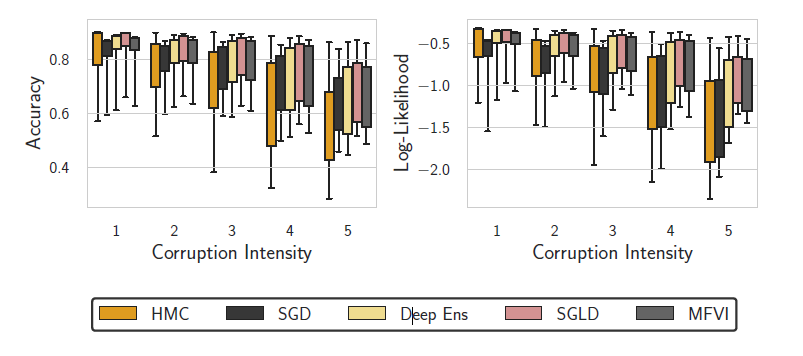 Accuracy
0.8
0.6
0.4
1 2 3 4 5
Corruption Intensity
Log-Likelihood
−0.5
−1.0
−1.5
−2.0
1 2 3 4 5
Corruption Intensity
HMC SGD Deep Ens SGLD MFVI